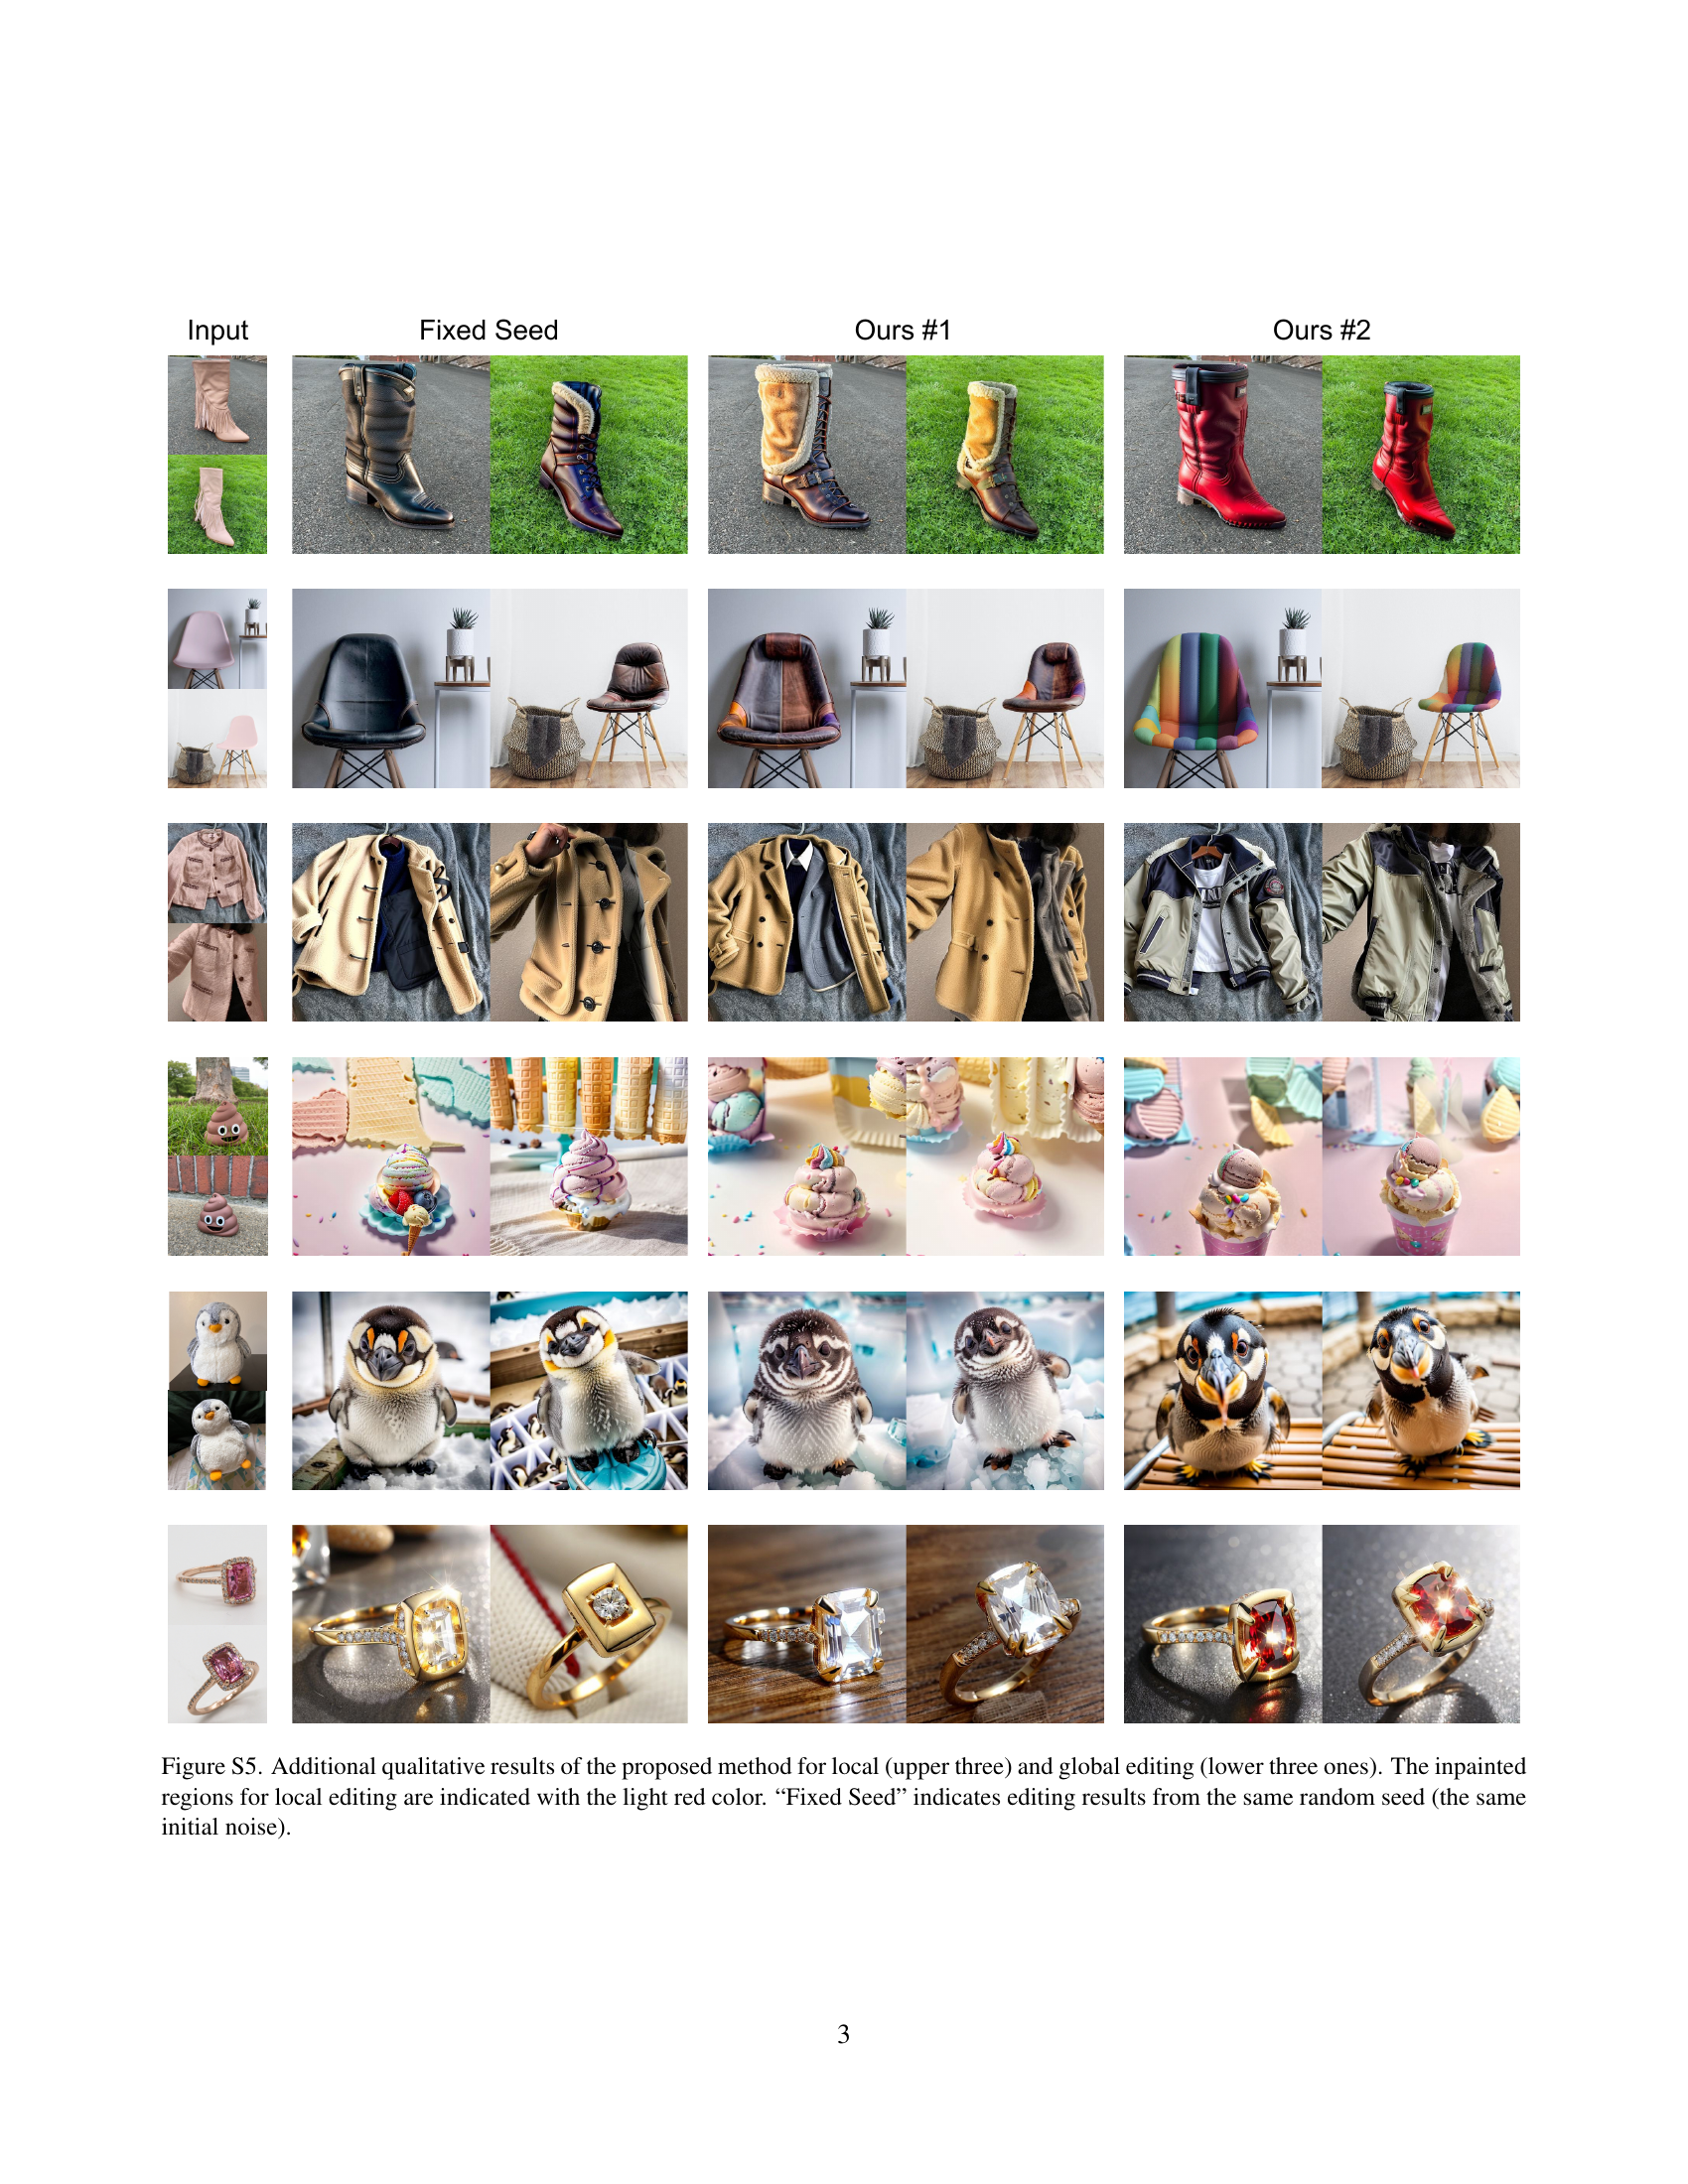 Input Fixed Seed Ours #1 Ours #2
Figure S5. Additional qualitative results of the proposed method for local (upper three) and global editing (lower three ones). The inpainted
regions for local editing are indicated with the light red color. “Fixed Seed” indicates editing results from the same random seed (the same
initial noise).
3